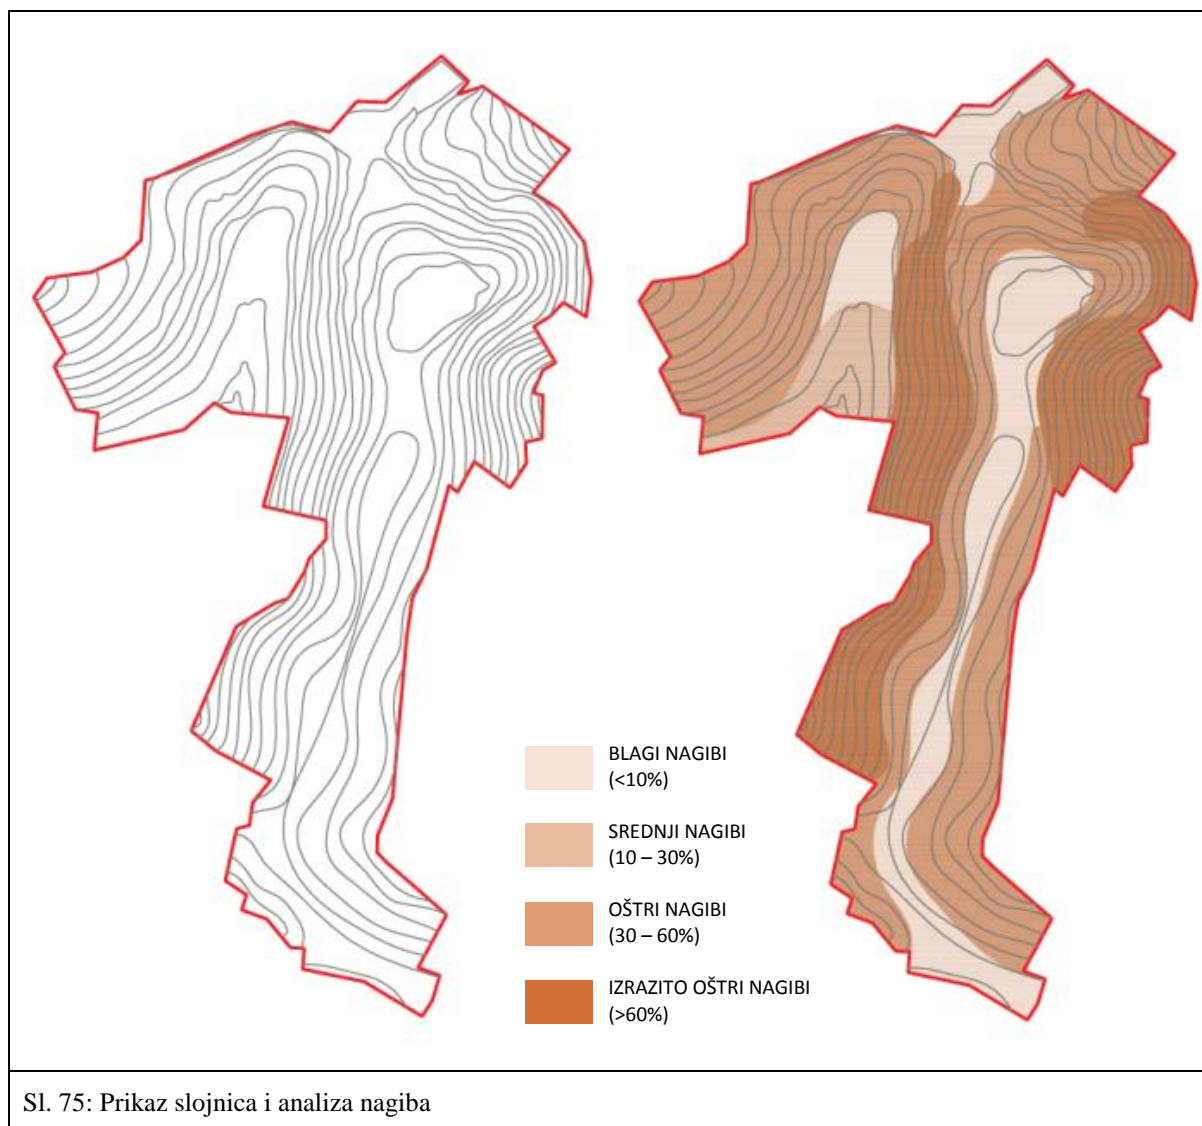 BLAGI NAGIBI
(<10%)
SREDNJI NAGIBI
(10 – 30%)
OŠTRI NAGIBI
(30 – 60%)
IZRAZITO OŠTRI NAGIBI
(>60%)
Sl. 75: Prikaz slojnica i analiza nagiba